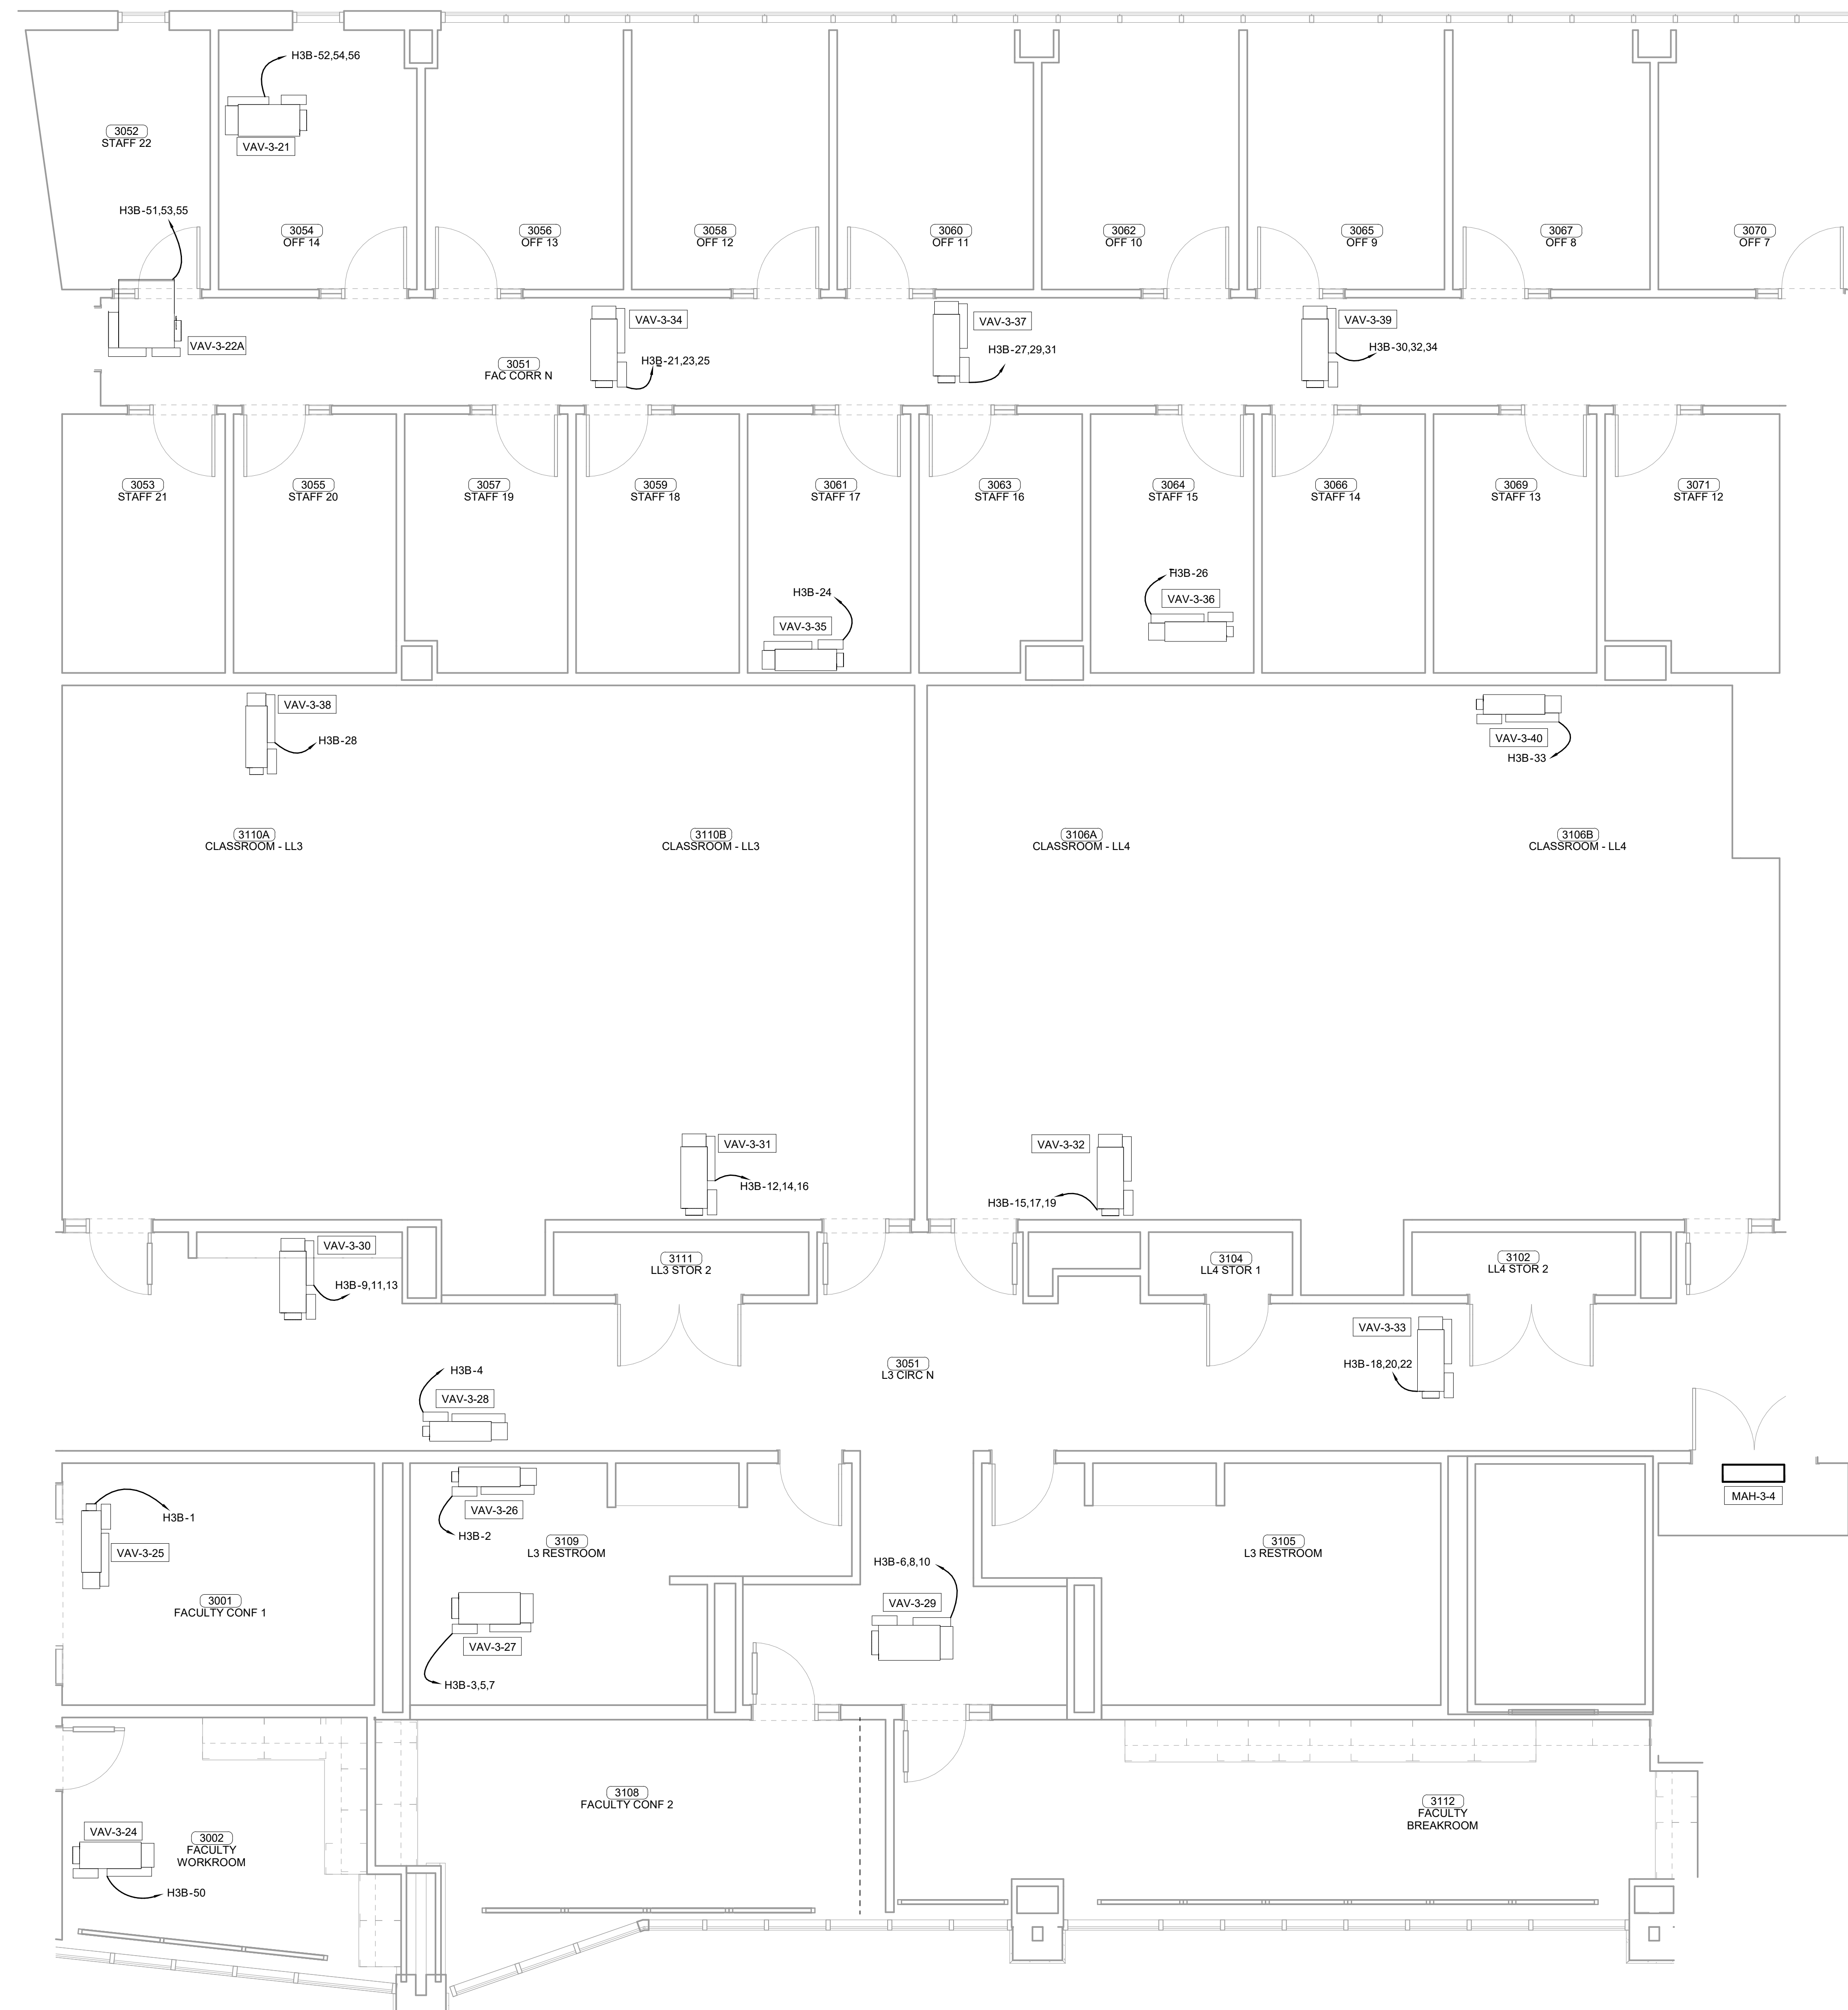 H3B-52,54,56
3052
STAFF 22
VAV-3-21
H3B-51,53,55
3054
OFF 14
3056
OFF 13
3058
OFF 12
3060
OFF 11
3062
OFF 10
3065
OFF 9
3067
OFF 8
3070
OFF 7
VAV-3-22A
VAV-3-34
VAV-3-37
VAV-3-39
H3B-21,23,25
H3B-27,29,31
H3B-30,32,34
3051
FAC CORR N
3053
STAFF 21
3055
STAFF 20
3057
STAFF 19
3059
STAFF 18
3061
STAFF 17
3063
STAFF 16
3064
STAFF 15
3066
STAFF 14
3069
STAFF 13
3071
STAFF 12
H3B-24
VAV-3-35
H3B-26
VAV-3-36
VAV-3-38
H3B-28
VAV-3-40
H3B-33
3110A
CLASSROOM - LL3
3110B
CLASSROOM - LL3
3106A
CLASSROOM - LL4
3106B
CLASSROOM - LL4
VAV-3-31
H3B-12,14,16
VAV-3-32
H3B-15,17,19
VAV-3-30
H3B-9,11,13
3111
LL3 STOR 2
3104
LL4 STOR 1
3102
LL4 STOR 2
VAV-3-33
H3B-18,20,22
3051
L3 CIRC N
H3B-4
VAV-3-28
H3B-1
VAV-3-25
3001
FACULTY CONF 1
VAV-3-26
H3B-2
3109
L3 RESTROOM
VAV-3-27
H3B-3,5,7
H3B-6,8,10
VAV-3-29
3105
L3 RESTROOM
MAH-3-4
VAV-3-24
H3B-50
3002
FACULTY
WORKROOM
3108
FACULTY CONF 2
3112
FACULTY
BREAKROOM